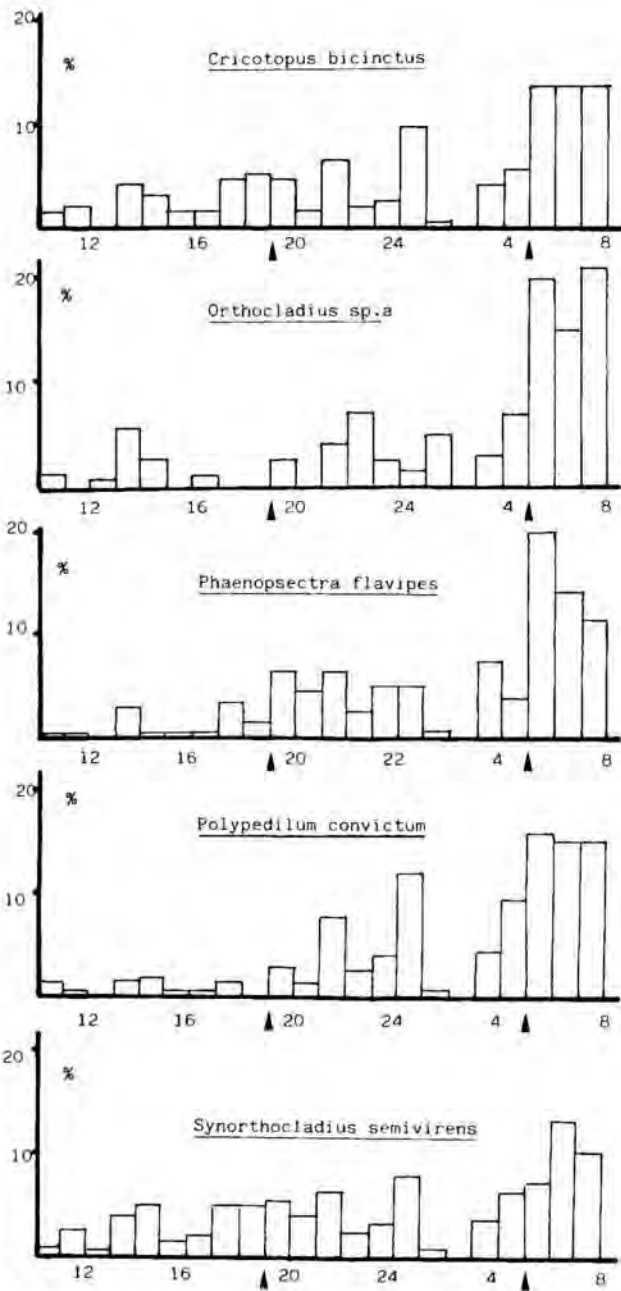 20
%
Cricotopus bicinctus
10
12 16 20 24 4 8
20
%
Orthocladius sp.a
10
12 16 20 24 4 8
20
%
Phaenopsectra flavipes
10
12 16 20 22 4 8
20
%
Polypedilum convictum
10
12 16 20 24 4 8
20
%
Synorthocladius semivirens
10
12 16 20 24 4 8